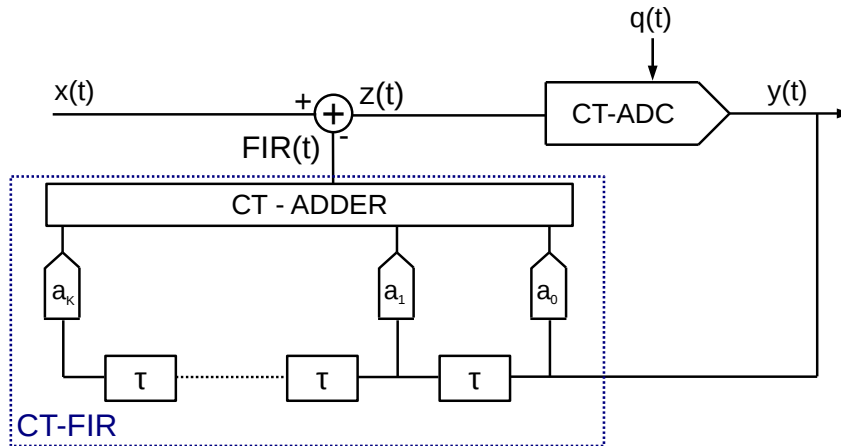 q(t)
x(t)
+
+
z(t)
CT-ADC
y(t)
-
FIR(t)
CT - ADDER
aK
a1
a0
τ
τ
τ
CT-FIR